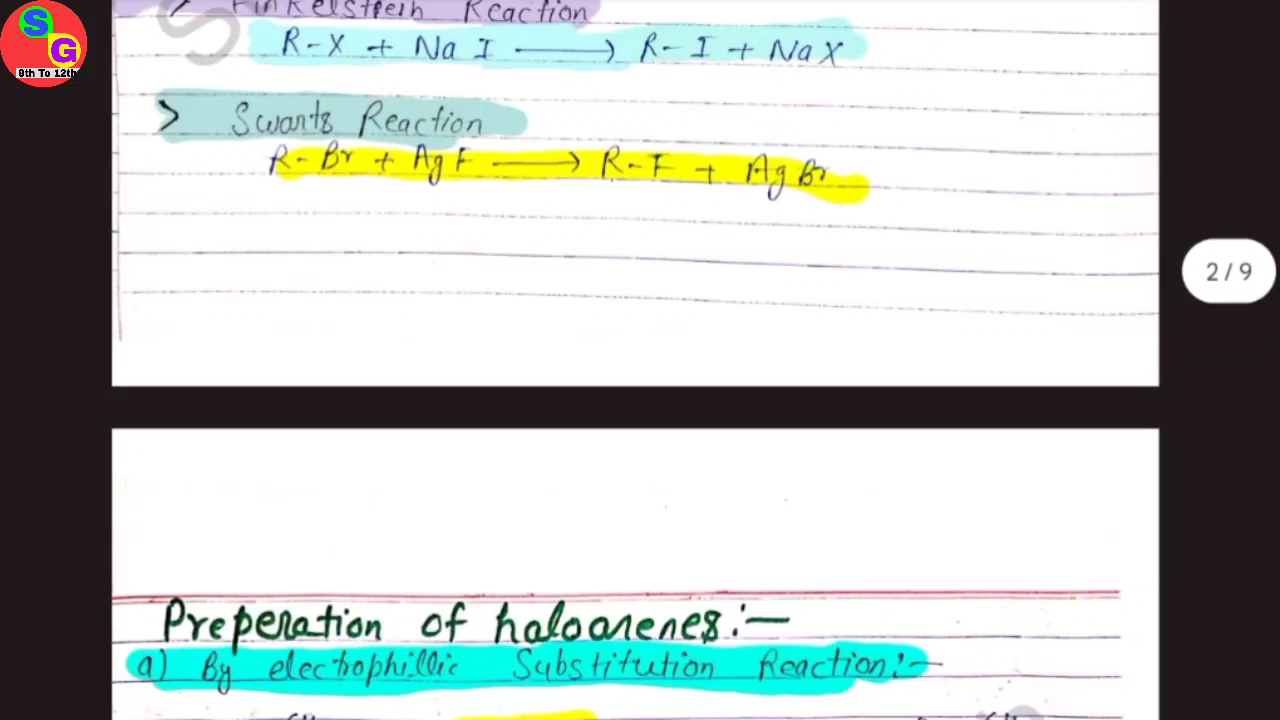 S
G
9th To 12th
Finkelstein Reaction
R-X + NaI ⟶ R-I + NaX
> Swarts Reaction
R-Br + AgF ⟶ R-F + AgBr
2/9
Preperation of haloarenes:-
a) By electrophillic Substitution Reaction:-